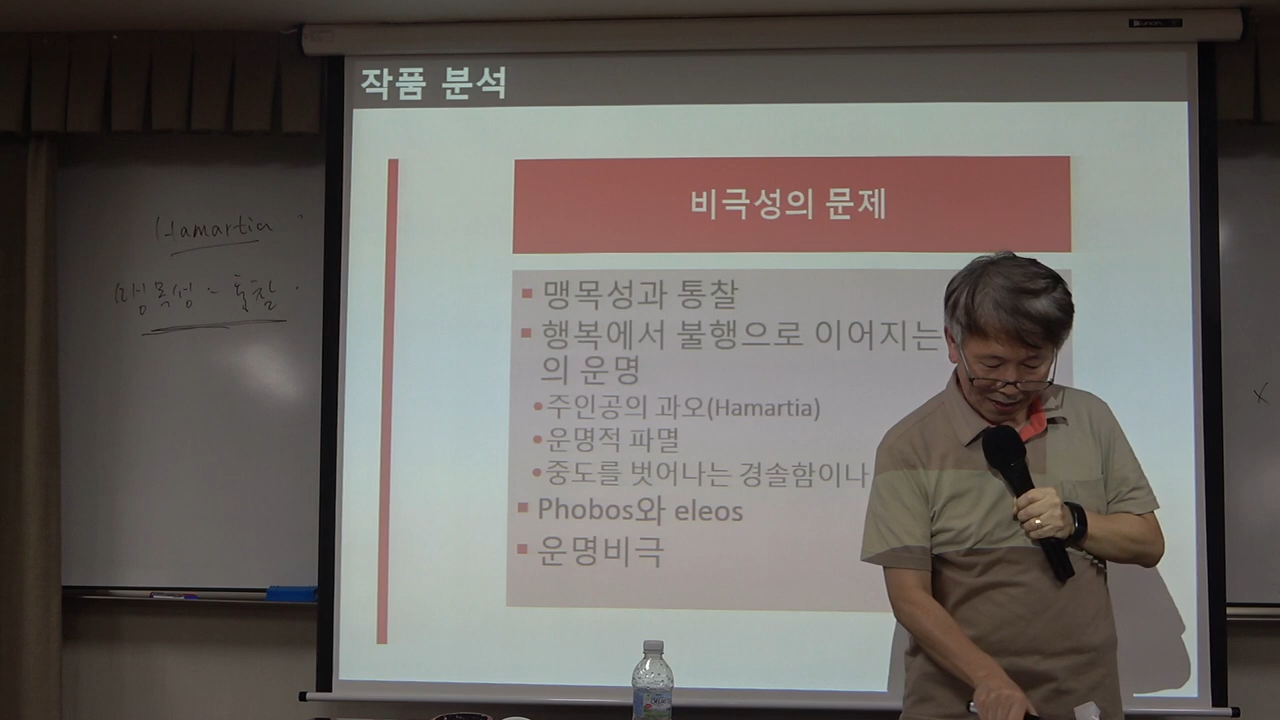 작품 분석
비극성의 문제
맹목성과 통찰
행복에서 불행으로 이어지는
의 운명
주인공의 과오(Hamartia)
운명적 파멸
중도를 벗어나는 경솔함이나
Phobos와 eleos
운명비극
Hamartia
맹목성 ~ 통찰
x